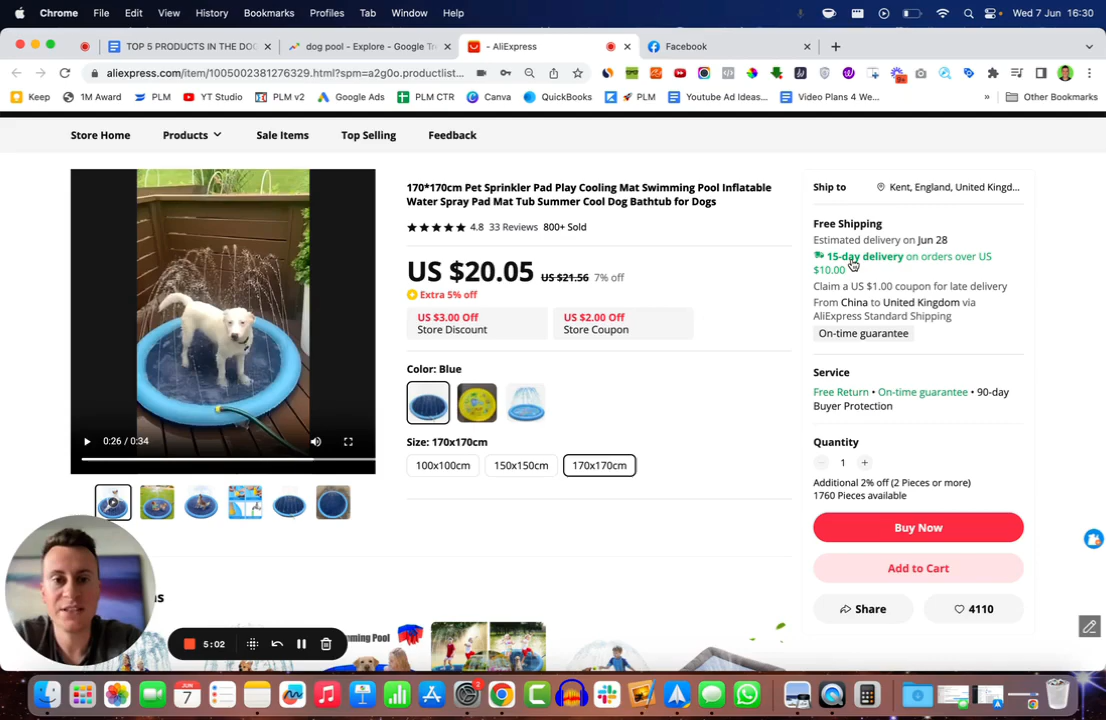 Chrome File Edit View History Bookmarks Profiles Tab Window Help Wed 7 Jun 16:30
TOP 5 PRODUCTS IN THE DO
dog pool - Explore - Google Tr
- AliExpress
Facebook
aliexpress.com/item/1005002381276329.html?spm=a2g0o.productlist...
Keep 1M Award PLM YT Studio PLM v2 Google Ads PLM CTR Canva QuickBooks PLM Youtube Ad Ideas... Video Plans 4 We... » Other Bookmarks
Store Home Products Sale Items Top Selling Feedback
170*170cm Pet Sprinkler Pad Play Cooling Mat Swimming Pool Inflatable
Water Spray Pad Mat Tub Summer Cool Dog Bathtub for Dogs
4.8 33 Reviews 800+ Sold
US $20.05 US $21.56 7% off
Extra 5% off
US $3.00 Off
Store Discount
US $2.00 Off
Store Coupon
Color: Blue
Size: 170x170cm
100x100cm 150x150cm 170x170cm
0:26 / 0:34
Ship to Kent, England, United Kingd...
Free Shipping
Estimated delivery on Jun 28
15-day delivery on orders over US
$10.00
Claim a US $1.00 coupon for late delivery
From China to United Kingdom via
AliExpress Standard Shipping
On-time guarantee
Service
Free Return • On-time guarantee • 90-day
Buyer Protection
Quantity
1
Additional 2% off (2 Pieces or more)
1760 Pieces available
Buy Now
Add to Cart
Share 4110
5:02